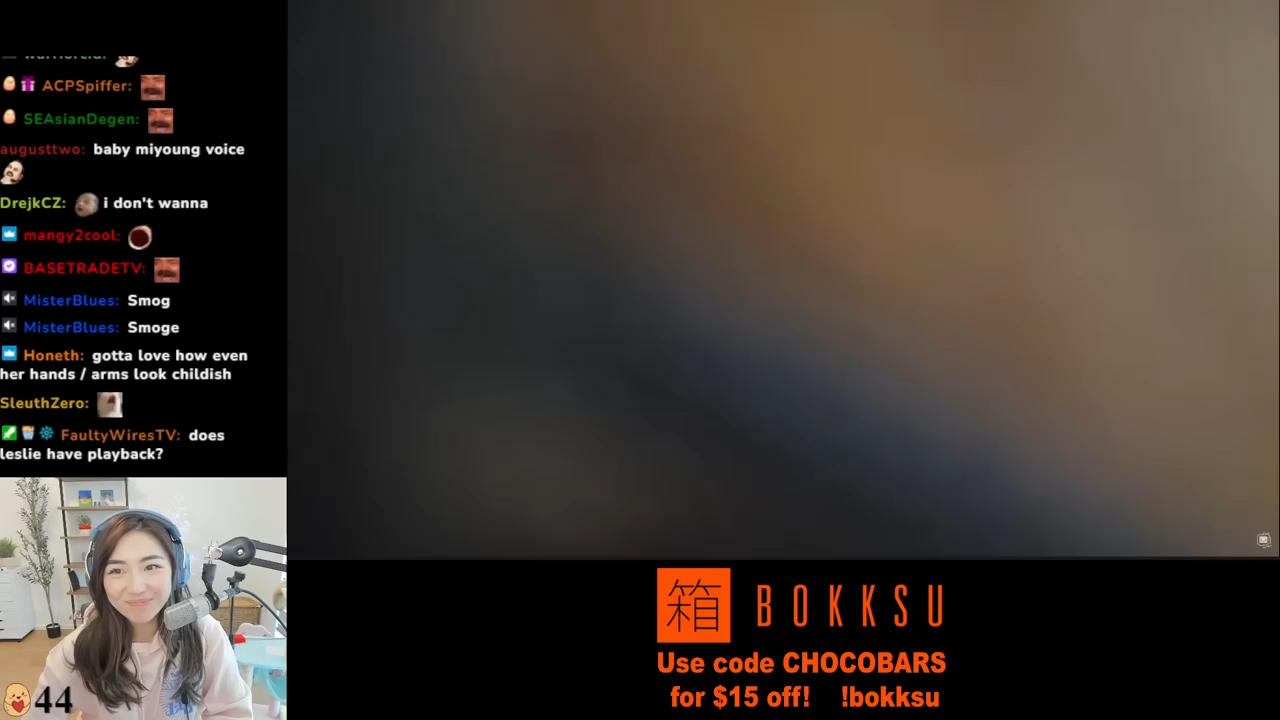 ACPSpiffer:
SEAsianDegen:
augusttwo: baby miyoung voice
DrejkCZ: i don't wanna
mangy2cool:
BASETRADETV:
MisterBlues: Smog
MisterBlues: Smoge
Honeth: gotta love how even
her hands / arms look childish
SleuthZero:
FaultyWiresTV: does
leslie have playback?
44
箱 BOKKSU
Use code CHOCOBARS
for $15 off! !bokksu